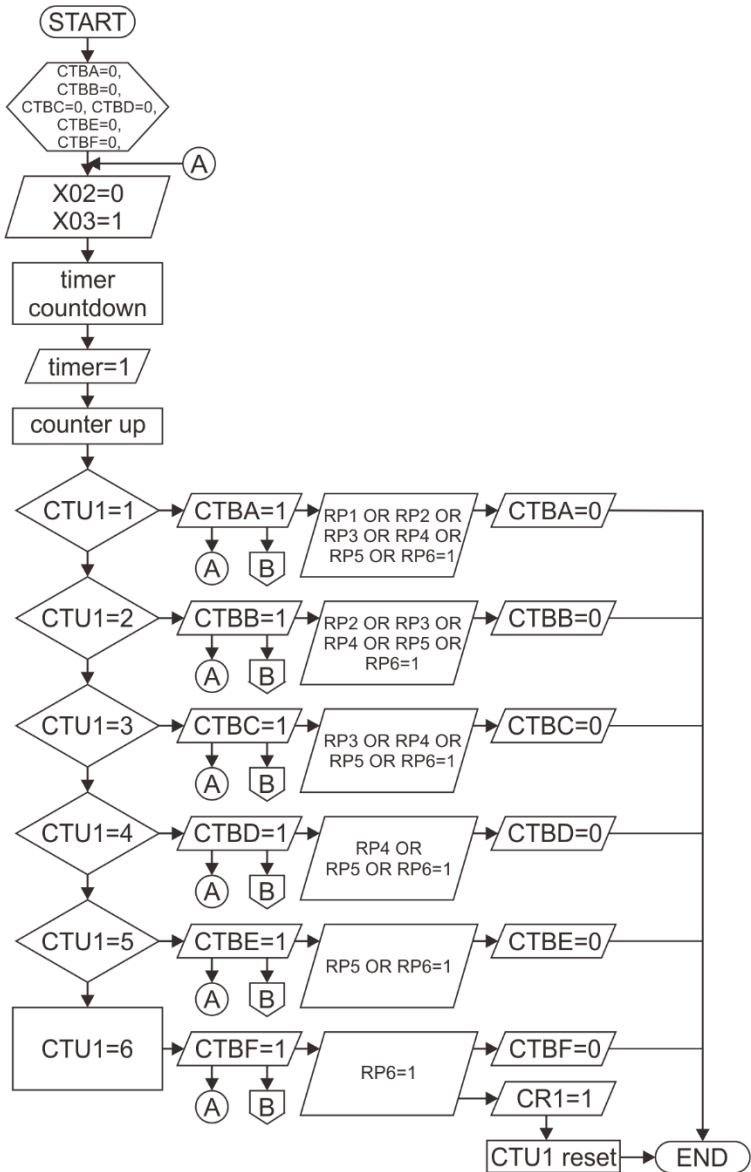 START
CTBA=0,
CTBB=0,
CTBC=0, CTBD=0,
CTBE=0,
CTBF=0,
A
X02=0
X03=1
timer
countdown
timer=1
counter up
CTU1=1
CTBA=1
RP1 OR RP2 OR
RP3 OR RP4 OR
RP5 OR RP6=1
CTBA=0
A
B
CTU1=2
CTBB=1
RP2 OR RP3 OR
RP4 OR RP5 OR
RP6=1
CTBB=0
A
B
CTU1=3
CTBC=1
RP3 OR RP4 OR
RP5 OR RP6=1
CTBC=0
A
B
CTU1=4
CTBD=1
RP4 OR
RP5 OR RP6=1
CTBD=0
A
B
CTU1=5
CTBE=1
RP5 OR RP6=1
CTBE=0
A
B
CTU1=6
CTBF=1
RP6=1
CTBF=0
A
B
CR1=1
CTU1 reset
END